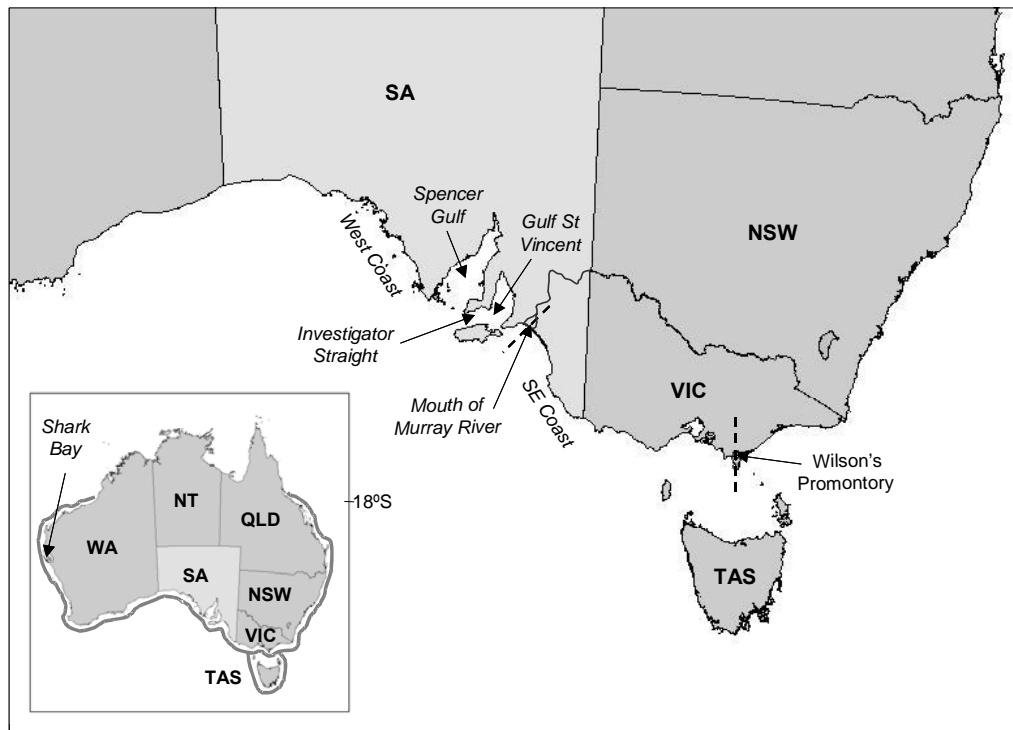 SA
Spencer
Gulf
Gulf St
Vincent
West Coast
NSW
Investigator
Straight
Mouth of
Murray River
SE Coast
VIC
Wilson's
Promontory
TAS
Shark
Bay
18ºS
NT
QLD
WA
SA
NSW
VIC
TAS